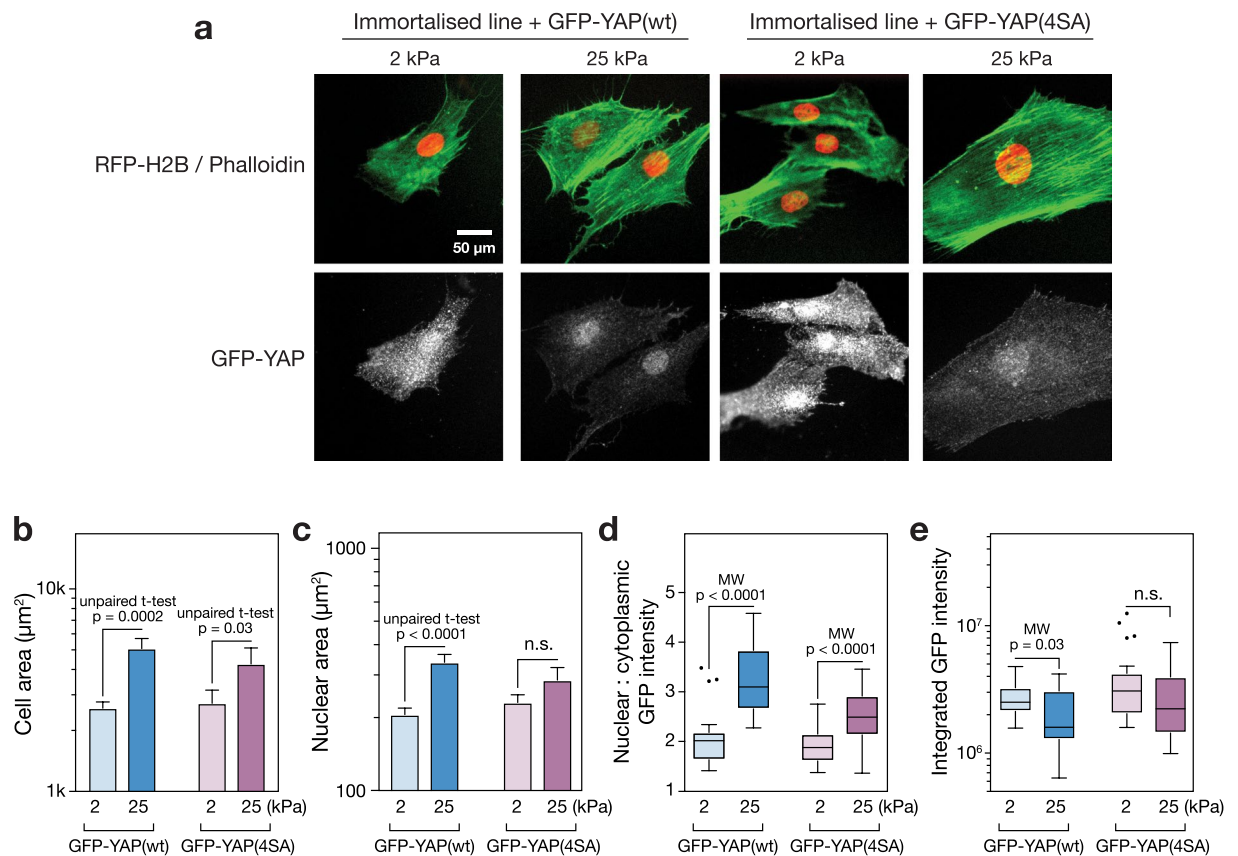 a
Immortalised line + GFP-YAP(wt)
Immortalised line + GFP-YAP(4SA)
2 kPa
25 kPa
2 kPa
25 kPa
RFP-H2B / Phalloidin
50 µm
GFP-YAP
b
Cell area (µm²)
10k
1k
unpaired t-test
p = 0.0002
unpaired t-test
p = 0.03
2 25 2 25 (kPa)
GFP-YAP(wt) GFP-YAP(4SA)
c
Nuclear area (µm²)
1000
100
unpaired t-test
p < 0.0001
n.s.
2 25 2 25 (kPa)
GFP-YAP(wt) GFP-YAP(4SA)
d
Nuclear : cytoplasmic
GFP intensity
5
4
3
2
1
MW
p < 0.0001
MW
p < 0.0001
2 25 2 25 (kPa)
GFP-YAP(wt) GFP-YAP(4SA)
e
Integrated GFP intensity
10⁷
10⁶
MW
p = 0.03
n.s.
2 25 2 25 (kPa)
GFP-YAP(wt) GFP-YAP(4SA)